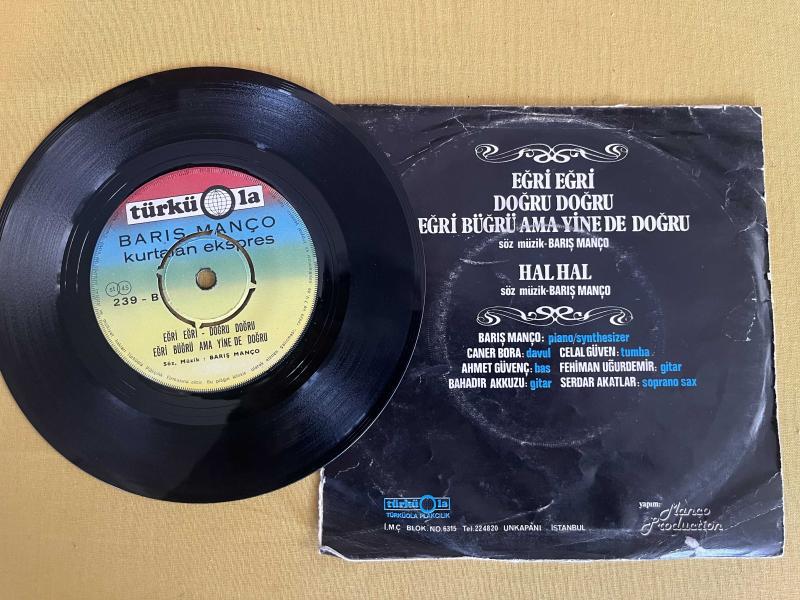 türküola
BARIŞ MANÇO
kurtalan ekspres
st 45
239 - B
EĞRİ EĞRİ - DOĞRU DOĞRU
EĞRİ BÜĞRÜ AMA YİNE DE DOĞRU
Söz, Müzik : BARIŞ MANÇO
EĞRİ EĞRİ
DOĞRU DOĞRU
EĞRİ BÜĞRÜ AMA YİNE DE DOĞRU
söz müzik-BARIŞ MANÇO
HAL HAL
söz müzik-BARIŞ MANÇO
BARIŞ MANÇO: piano/synthesizer
CANER BORA: davul CELAL GÜVEN: tumba
AHMET GÜVENÇ: bas FEHİMAN UĞURDEMİR: gitar
BAHADIR AKKUZU: gitar SERDAR AKATLAR: soprano sax
türküola
TÜRKÜOLA PLAKÇILIK
İ.M.Ç BLOK. NO. 6315 Tel. 224820 UNKAPANI İSTANBUL
yapım: Manço
Production